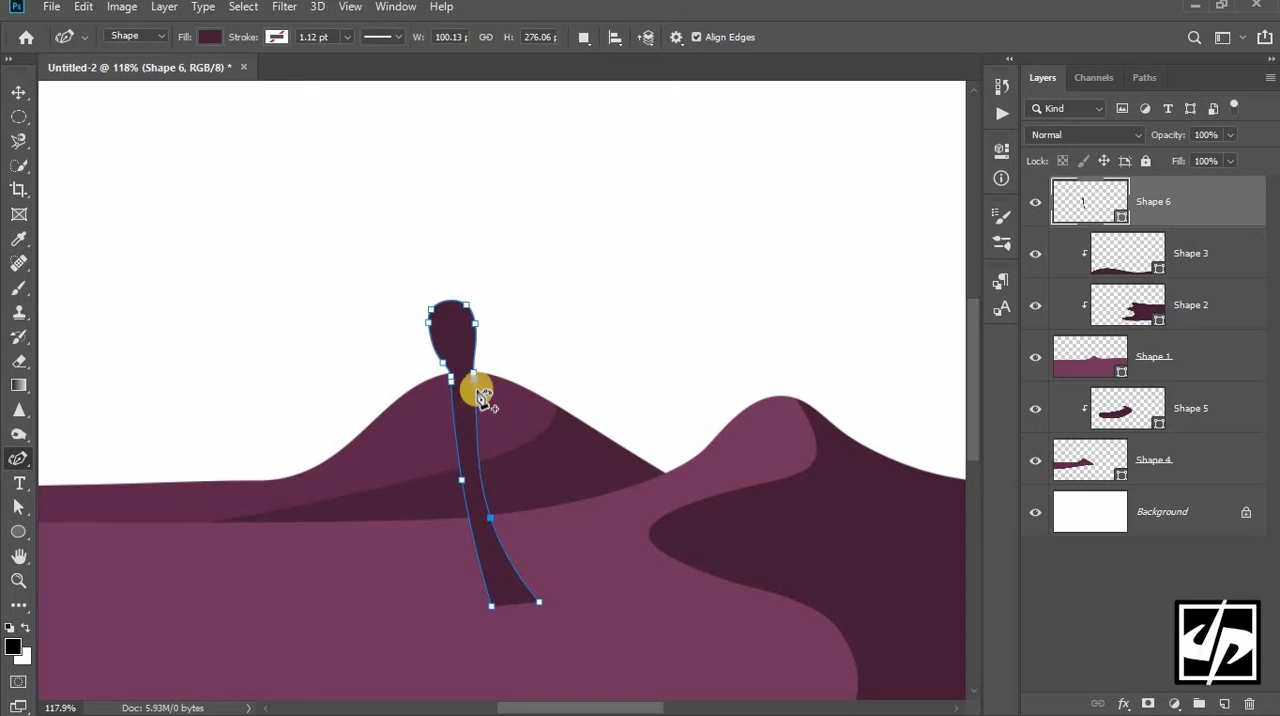 Ps File Edit Image Layer Type Select Filter 3D View Window Help
Shape Fill: Stroke: 1.12 pt W: 100.13 H: 276.06 Align Edges
Untitled-2 @ 118% (Shape 6, RGB/8) *
Layers Channels Paths
Kind
Normal Opacity: 100%
Lock: Fill: 100%
Shape 6
Shape 3
Shape 2
Shape 1
Shape 5
Shape 4
Background
117.9% Doc: 5.93M/0 bytes